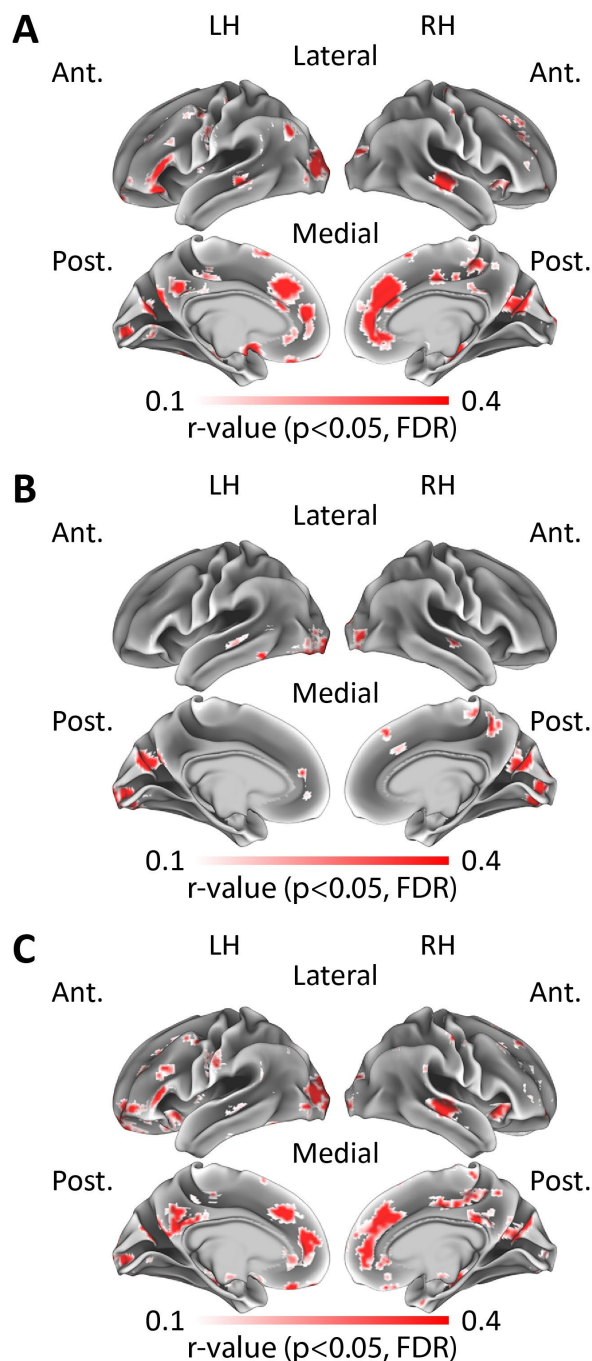 A
LH RH
Lateral
Ant. Ant.
Medial
Post. Post.
0.1 0.4
r-value (p<0.05, FDR)
B
LH RH
Lateral
Ant. Ant.
Medial
Post. Post.
0.1 0.4
r-value (p<0.05, FDR)
C
LH RH
Lateral
Ant. Ant.
Medial
Post. Post.
0.1 0.4
r-value (p<0.05, FDR)